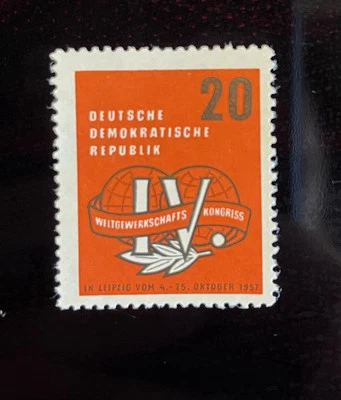 20
DEUTSCHE
DEMOKRATISCHE
REPUBLIK
IV.
WELTGEWERKSCHAFTS KONGRESS
IN LEIPZIG VOM 4.-15. OKTOBER 1957